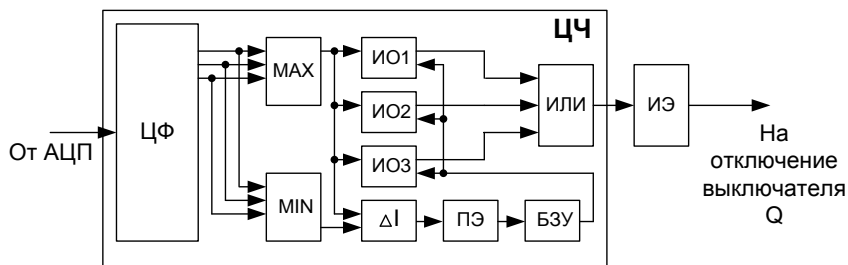 ЦЧ
ЦФ
MAX
MIN
ИО1
ИО2
ИО3
ΔI
ПЭ
БЗУ
ИЛИ
ИЭ
От АЦП
На
отключение
выключателя
Q